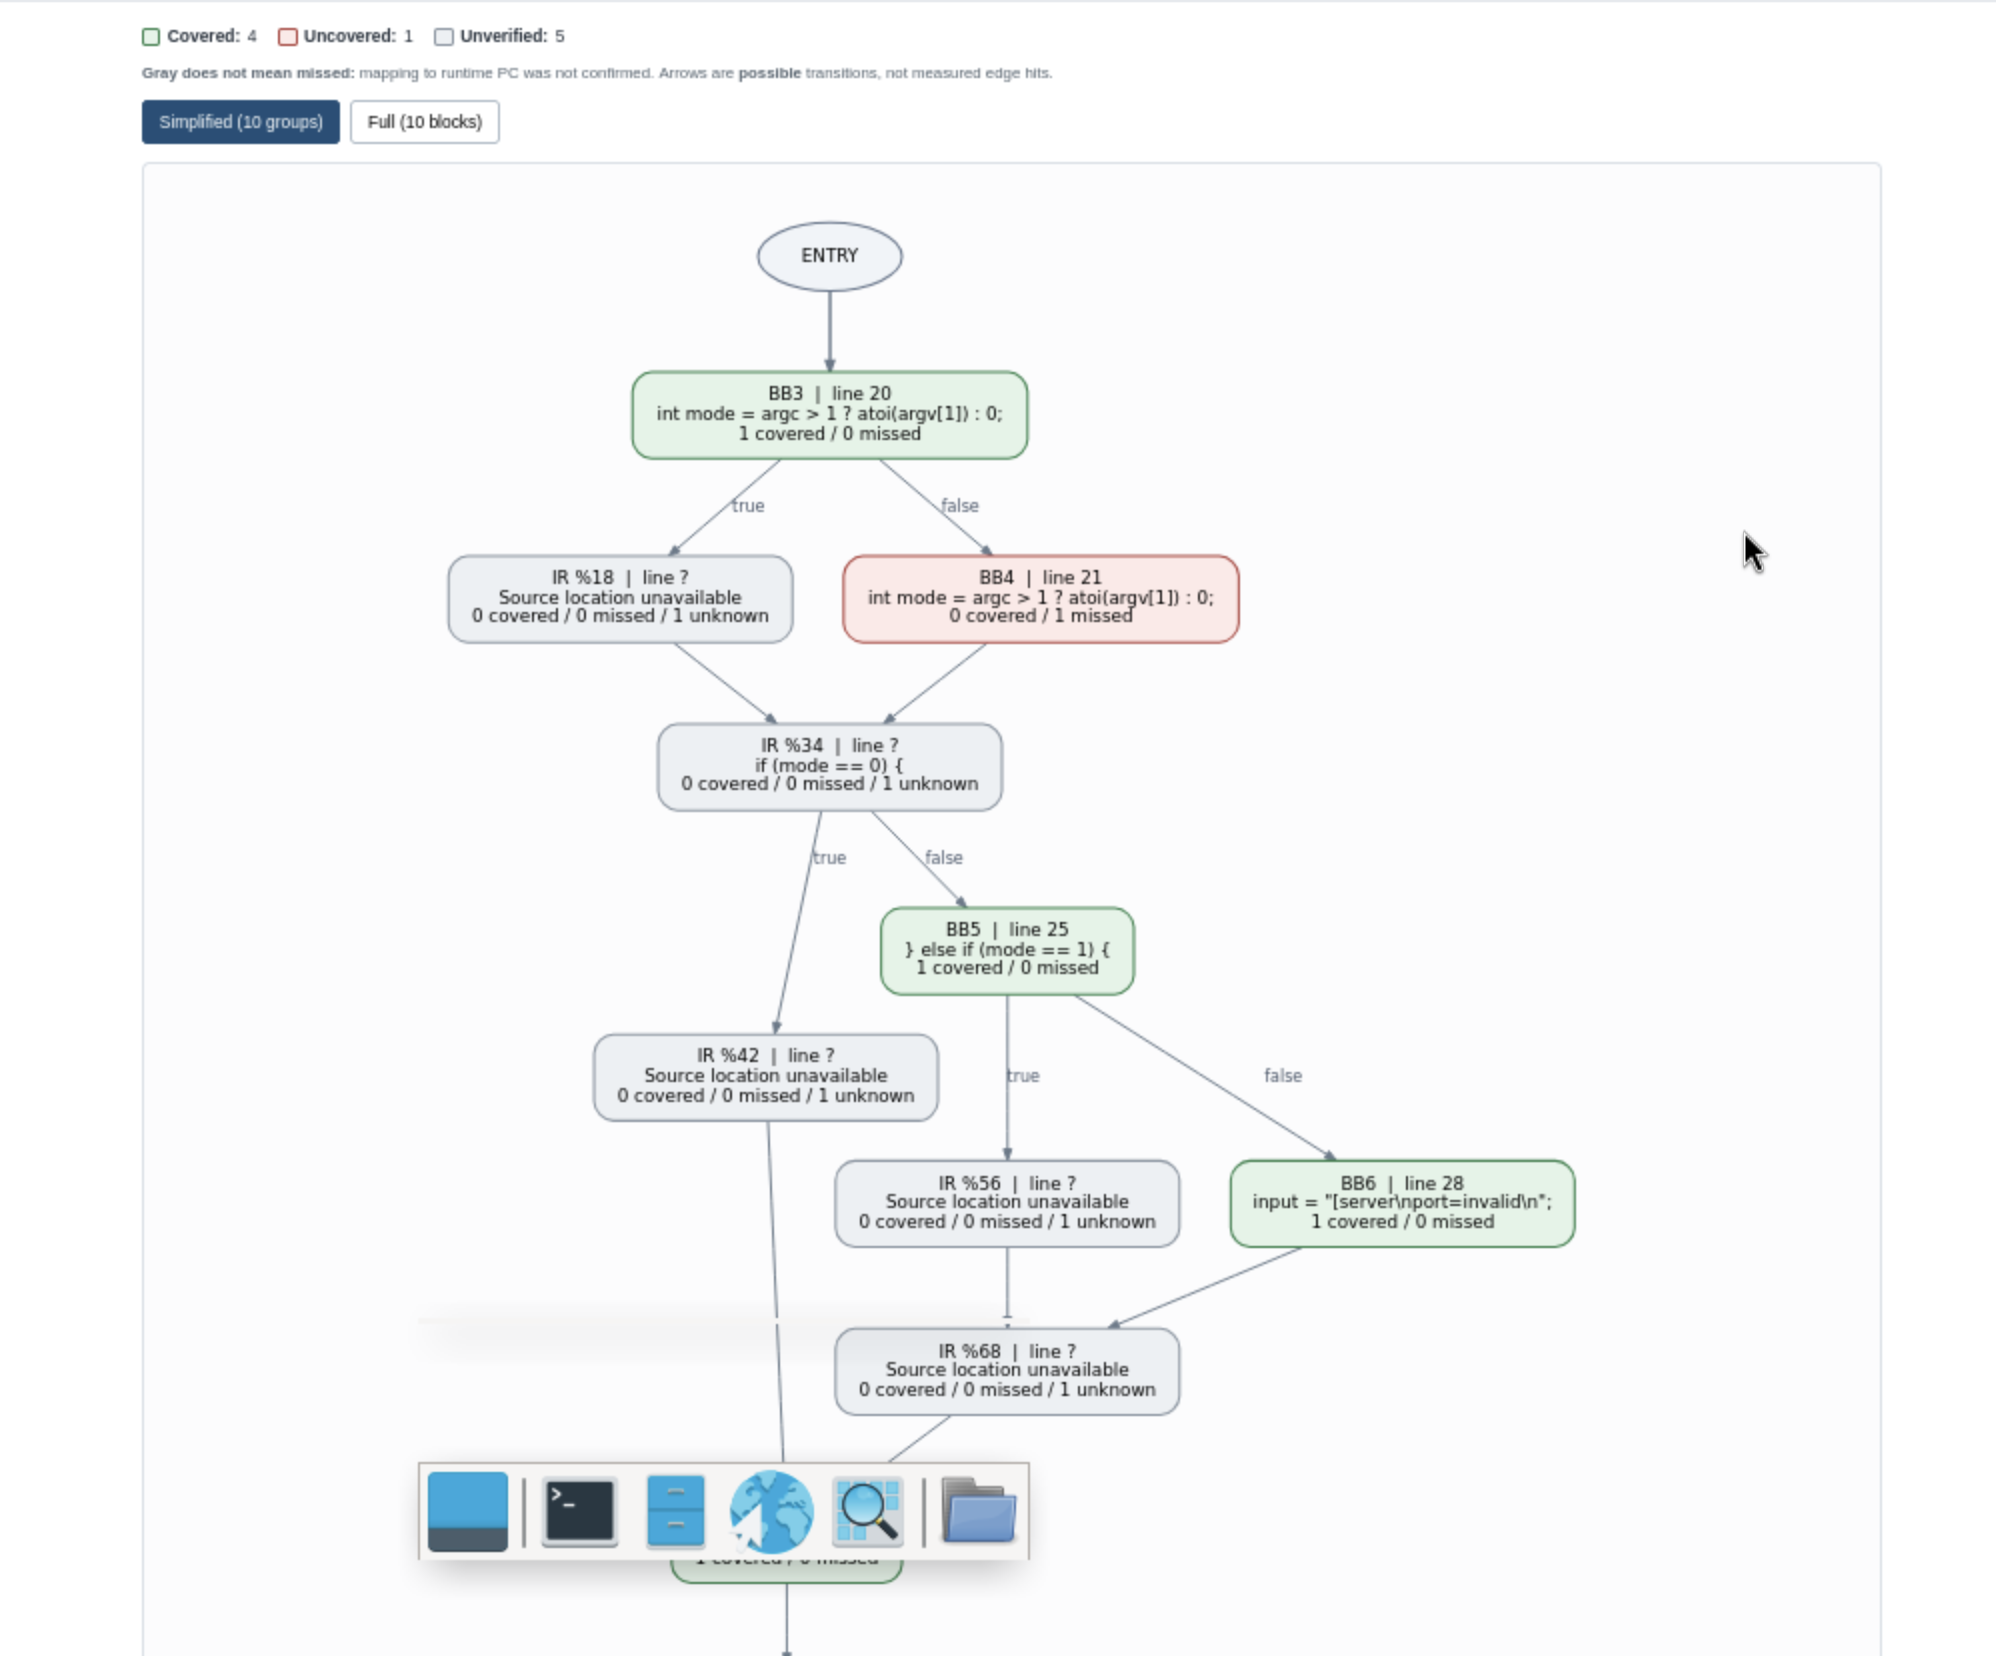 Covered: 4 Uncovered: 1 Unverified: 5
Gray does not mean missed: mapping to runtime PC was not confirmed. Arrows are possible transitions, not measured edge hits.
Simplified (10 groups) Full (10 blocks)
ENTRY
BB3 | line 20
int mode = argc > 1 ? atoi(argv[1]) : 0;
1 covered / 0 missed
true false
IR %18 | line ?
Source location unavailable
0 covered / 0 missed / 1 unknown
BB4 | line 21
int mode = argc > 1 ? atoi(argv[1]) : 0;
0 covered / 1 missed
IR %34 | line ?
if (mode == 0) {
0 covered / 0 missed / 1 unknown
true false
BB5 | line 25
} else if (mode == 1) {
1 covered / 0 missed
IR %42 | line ?
Source location unavailable
0 covered / 0 missed / 1 unknown
true false
IR %56 | line ?
Source location unavailable
0 covered / 0 missed / 1 unknown
BB6 | line 28
input = "[server\nport=invalid\n";
1 covered / 0 missed
IR %68 | line ?
Source location unavailable
0 covered / 0 missed / 1 unknown
>_
1 covered / 0 missed